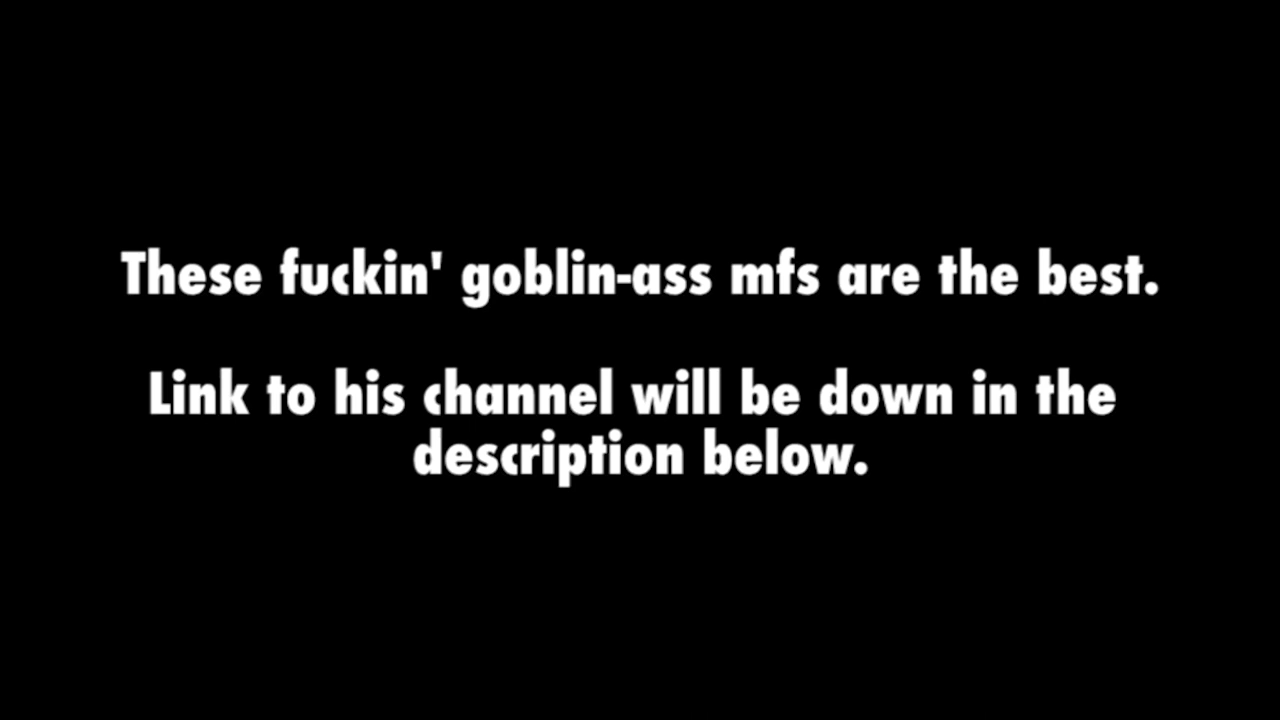 These fuckin' goblin-ass mfs are the best.
Link to his channel will be down in the
description below.